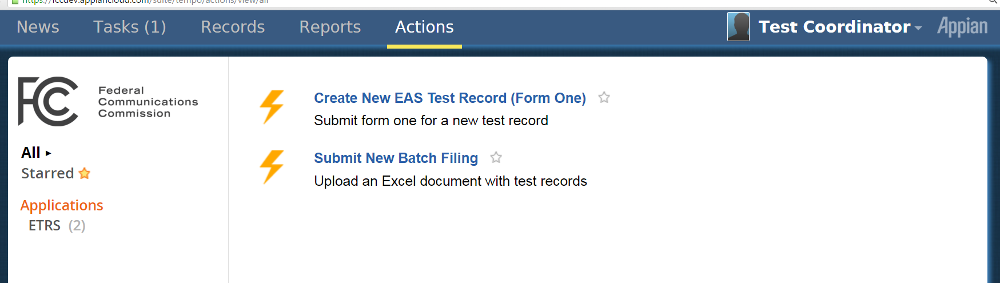 https://fccdev.appiancloud.com/suite/tempo/actions/view/all
News Tasks (1) Records Reports Actions Test Coordinator Appian
FCC Federal
Communications
Commission
All ▸
Starred
Applications
ETRS (2)
Create New EAS Test Record (Form One)
Submit form one for a new test record
Submit New Batch Filing
Upload an Excel document with test records